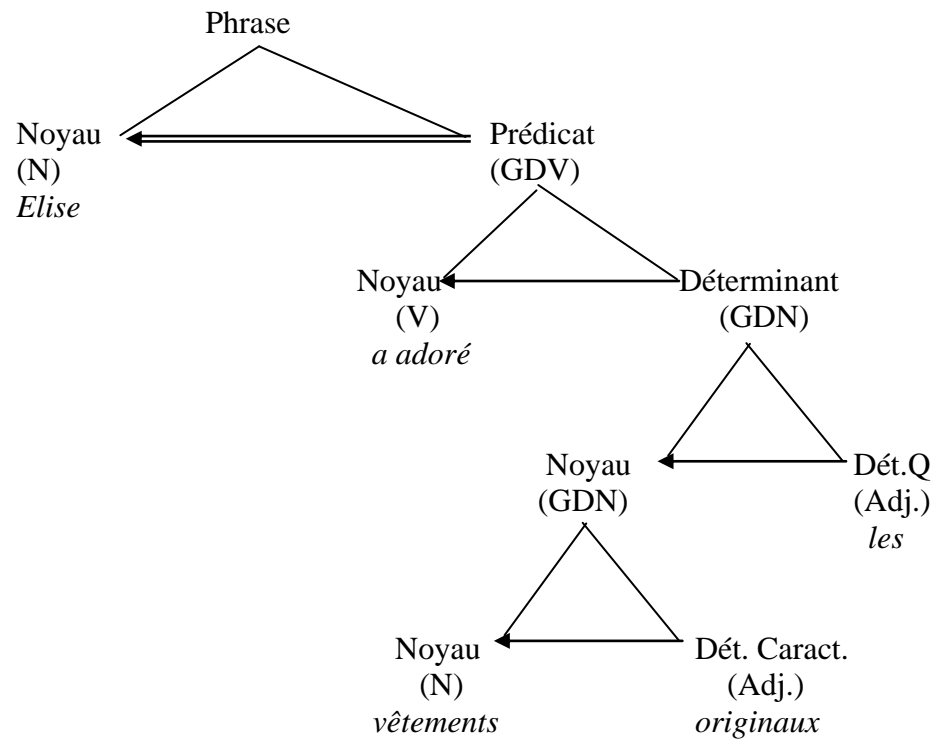 Phrase
Noyau Prédicat
(N) (GDV)
Elise
Noyau Déterminant
(V) (GDN)
a adoré
Noyau Dét.Q
(GDN) (Adj.)
les
Noyau Dét. Caract.
(N) (Adj.)
vêtements originaux